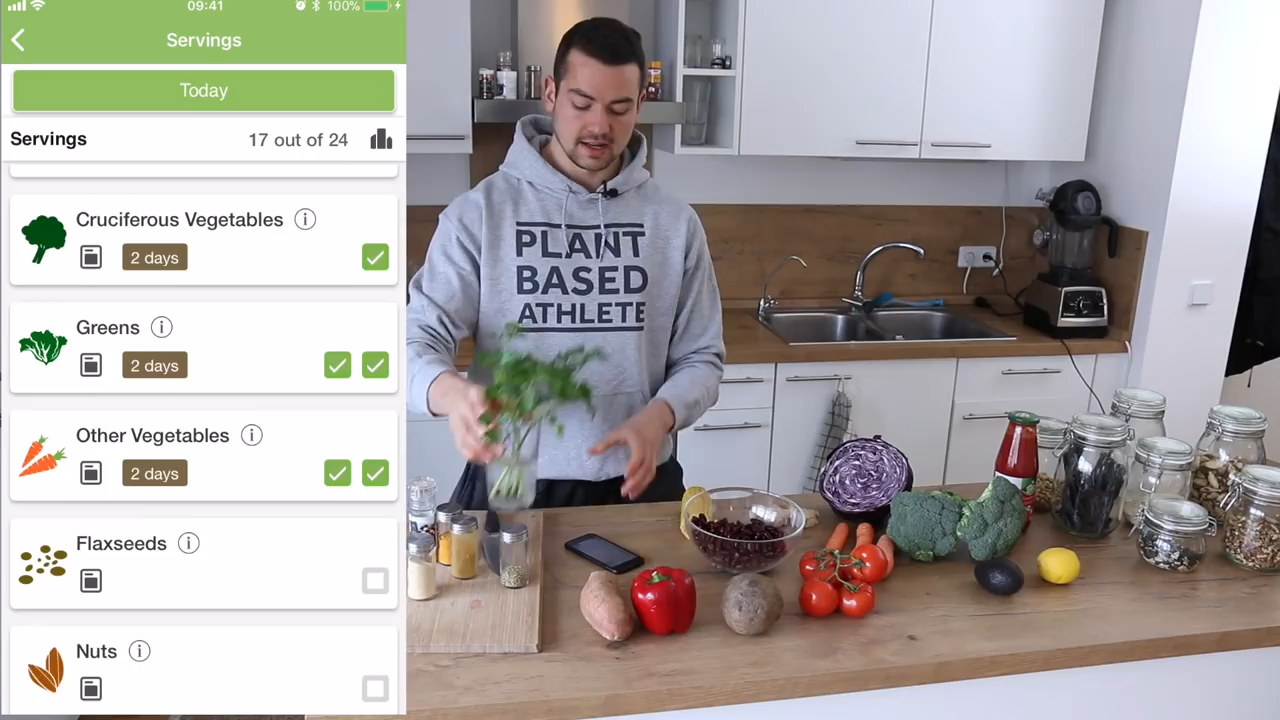 09:41
100%
Servings
Today
Servings
17 out of 24
Cruciferous Vegetables
2 days
Greens
2 days
Other Vegetables
2 days
Flaxseeds
Nuts
PLANT
BASED
ATHLETE